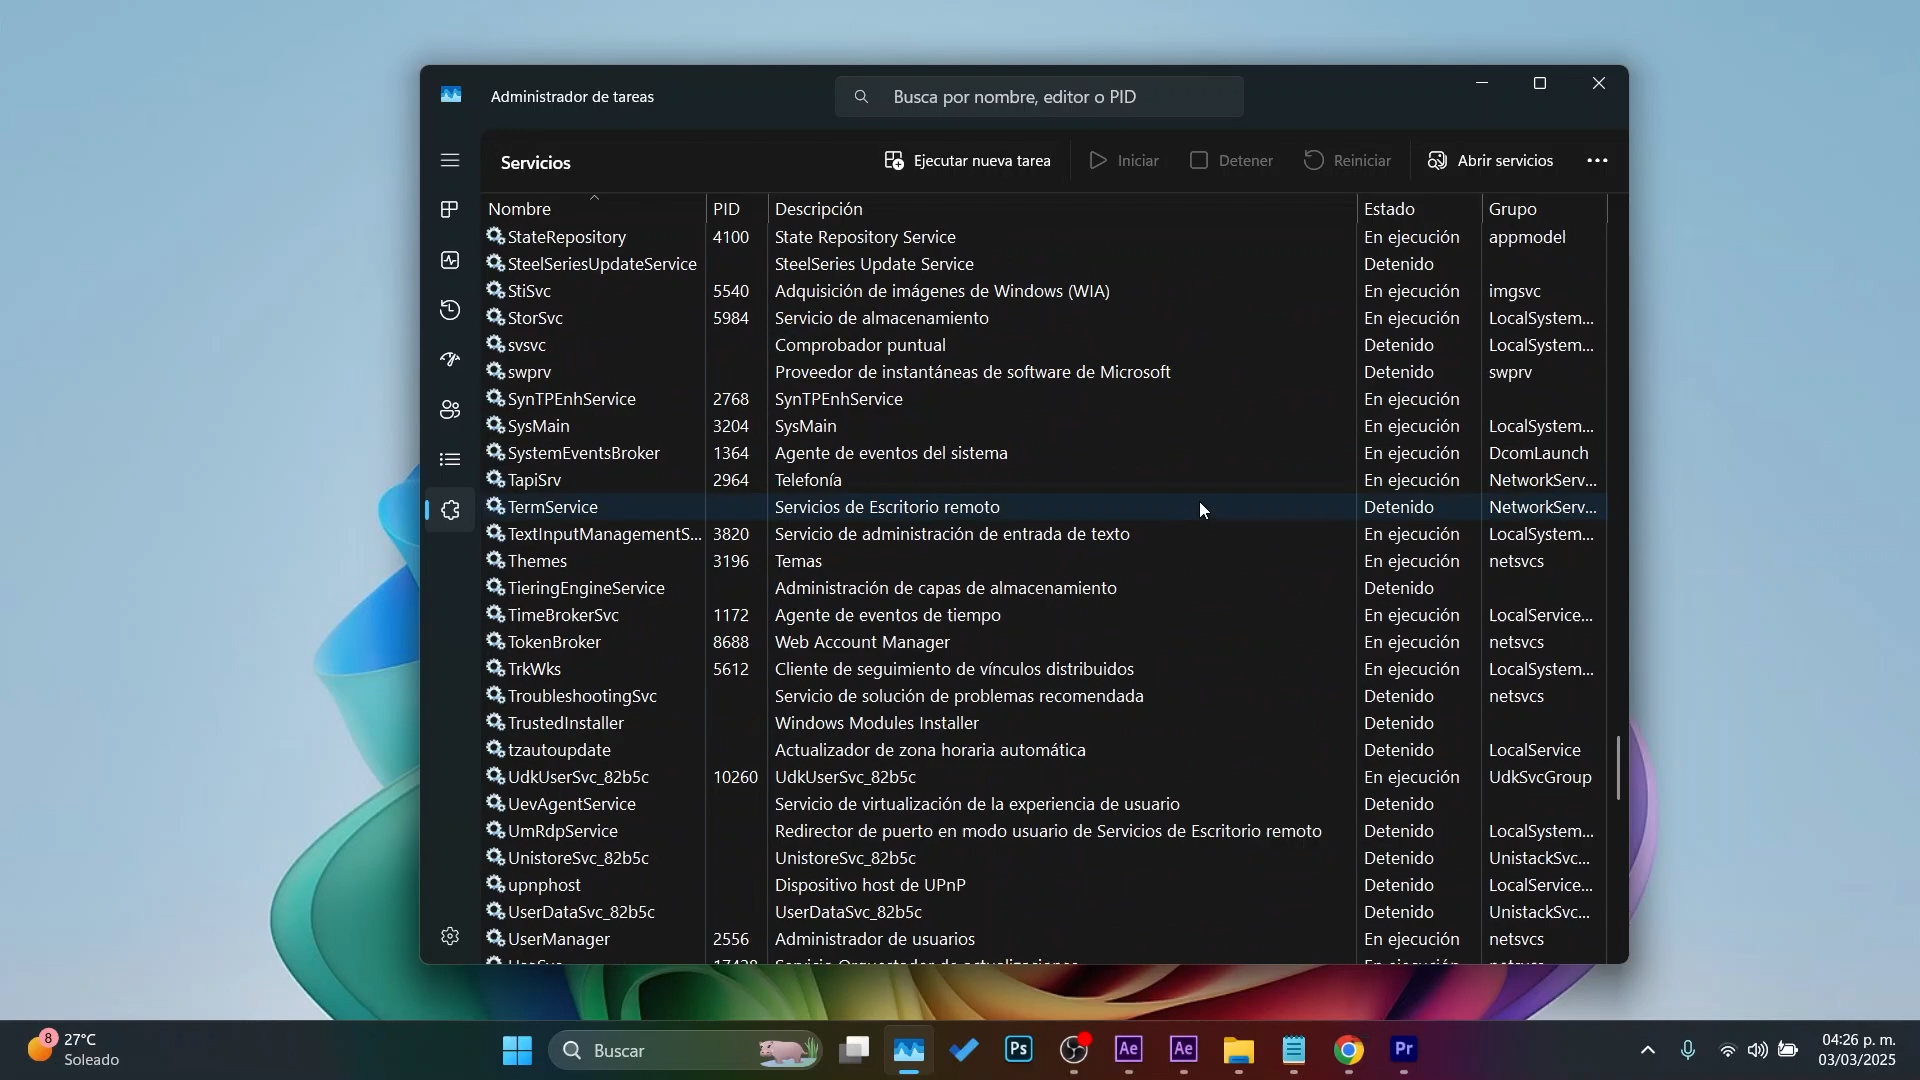 Administrador de tareas
Busca por nombre, editor o PID
Servicios
Ejecutar nueva tarea
Iniciar
Detener
Reiniciar
Abrir servicios
Nombre PID Descripción Estado Grupo
StateRepository 4100 State Repository Service En ejecución appmodel
SteelSeriesUpdateService SteelSeries Update Service Detenido
StiSvc 5540 Adquisición de imágenes de Windows (WIA) En ejecución imgsvc
StorSvc 5984 Servicio de almacenamiento En ejecución LocalSystem...
svsvc Comprobador puntual Detenido LocalSystem...
swprv Proveedor de instantáneas de software de Microsoft Detenido swprv
SynTPEnhService 2768 SynTPEnhService En ejecución
SysMain 3204 SysMain En ejecución LocalSystem...
SystemEventsBroker 1364 Agente de eventos del sistema En ejecución DcomLaunch
TapiSrv 2964 Telefonía En ejecución NetworkServ...
TermService Servicios de Escritorio remoto Detenido NetworkServ...
TextInputManagementS... 3820 Servicio de administración de entrada de texto En ejecución LocalSystem...
Themes 3196 Temas En ejecución netsvcs
TieringEngineService Administración de capas de almacenamiento Detenido
TimeBrokerSvc 1172 Agente de eventos de tiempo En ejecución LocalService...
TokenBroker 8688 Web Account Manager En ejecución netsvcs
TrkWks 5612 Cliente de seguimiento de vínculos distribuidos En ejecución LocalSystem...
TroubleshootingSvc Servicio de solución de problemas recomendada Detenido netsvcs
TrustedInstaller Windows Modules Installer Detenido
tzautoupdate Actualizador de zona horaria automática Detenido LocalService
UdkUserSvc_82b5c 10260 UdkUserSvc_82b5c En ejecución UdkSvcGroup
UevAgentService Servicio de virtualización de la experiencia de usuario Detenido
UmRdpService Redirector de puerto en modo usuario de Servicios de Escritorio remoto Detenido LocalSystem...
UnistoreSvc_82b5c UnistoreSvc_82b5c Detenido UnistackSvc...
upnphost Dispositivo host de UPnP Detenido LocalService...
UserDataSvc_82b5c UserDataSvc_82b5c Detenido UnistackSvc...
UserManager 2556 Administrador de usuarios En ejecución netsvcs
8
27°C
Soleado
Buscar
Ps
Ae
Ae
Pr
04:26 p. m.
03/03/2025